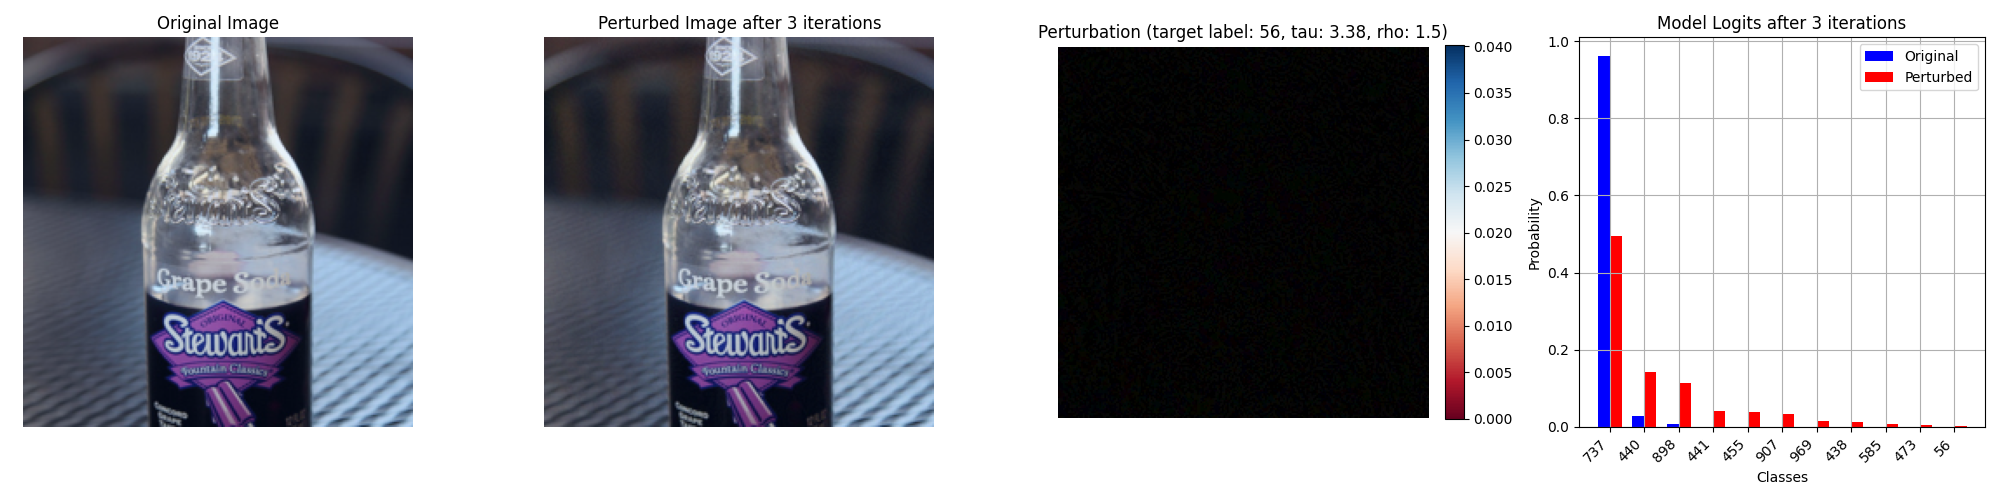 Original Image
Grape Soda
ORIGINAL
Stewart's
Fountain Classics
CONCORD
GRAPE
Perturbed Image after 3 iterations
Grape Soda
ORIGINAL
Stewart's
Fountain Classics
CONCORD
GRAPE
Perturbation (target label: 56, tau: 3.38, rho: 1.5)
0.040
0.035
0.030
0.025
0.020
0.015
0.010
0.005
0.000
Model Logits after 3 iterations
Original
Perturbed
Probability
1.0
0.8
0.6
0.4
0.2
0.0
737 440 898 441 455 907 969 438 585 473 56
Classes